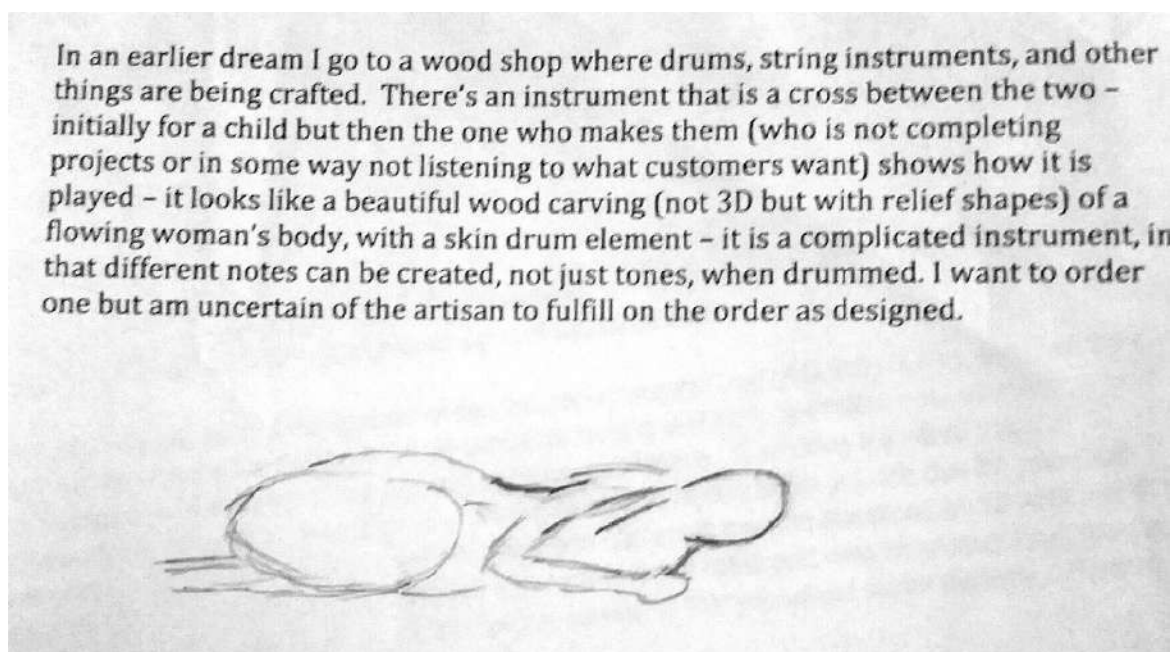 In an earlier dream I go to a wood shop where drums, string instruments, and other
things are being crafted.  There's an instrument that is a cross between the two –
initially for a child but then the one who makes them (who is not completing
projects or in some way not listening to what customers want) shows how it is
played – it looks like a beautiful wood carving (not 3D but with relief shapes) of a
flowing woman's body, with a skin drum element – it is a complicated instrument, in
that different notes can be created, not just tones, when drummed. I want to order
one but am uncertain of the artisan to fulfill on the order as designed.